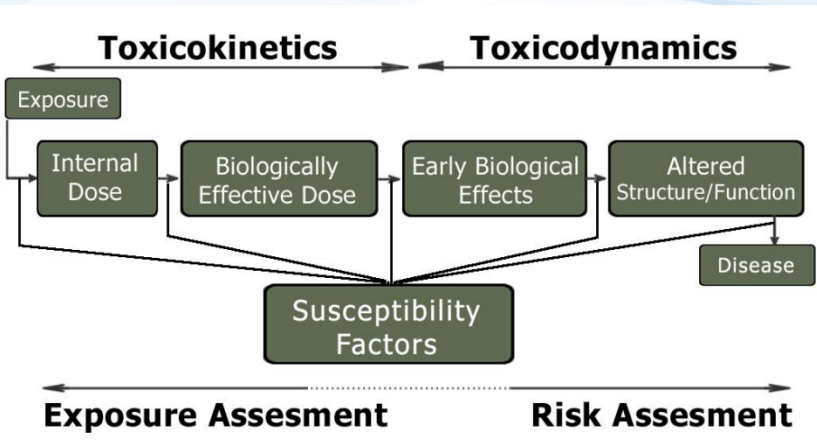 Toxicokinetics
Toxicodynamics
Exposure
Internal
Dose
Biologically
Effective Dose
Early Biological
Effects
Altered
Structure/Function
Disease
Susceptibility
Factors
Exposure Assesment
Risk Assesment